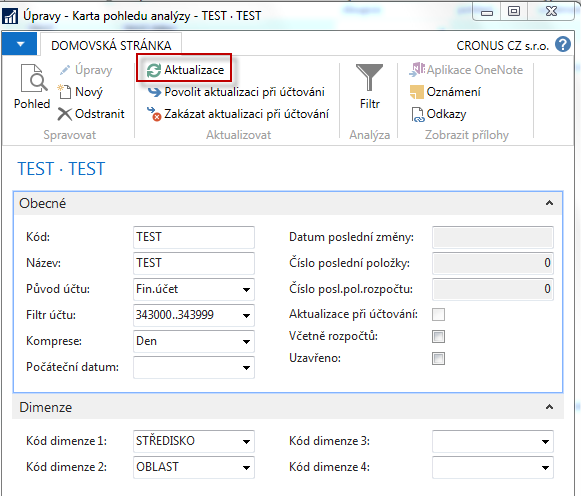 Úpravy - Karta pohledu analýzy - TEST · TEST
DOMOVSKÁ STRÁNKA
CRONUS CZ s.r.o.
Pohled
Úpravy
Nový
Odstranit
Spravovat
Aktualizace
Povolit aktualizaci při účtování
Zakázat aktualizaci při účtování
Aktualizovat
Filtr
Analýza
Aplikace OneNote
Oznámení
Odkazy
Zobrazit přílohy
TEST · TEST
Obecné
Kód: TEST
Název: TEST
Původ účtu: Fin.účet
Filtr účtu: 343000..343999
Komprese: Den
Počáteční datum:
Datum poslední změny:
Číslo poslední položky: 0
Číslo posl.pol.rozpočtu: 0
Aktualizace při účtování:
Včetně rozpočtů:
Uzavřeno:
Dimenze
Kód dimenze 1: STŘEDISKO
Kód dimenze 2: OBLAST
Kód dimenze 3:
Kód dimenze 4: